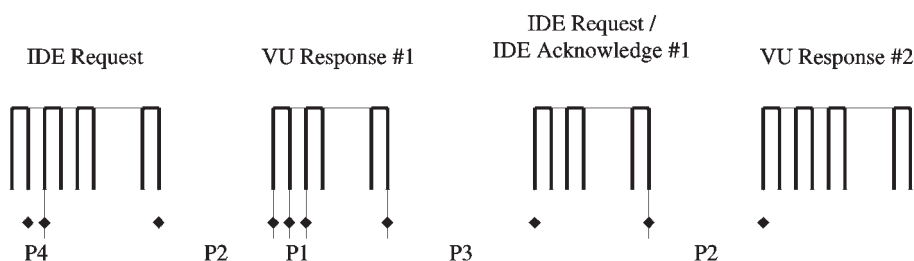 IDE Request
VU Response #1
IDE Request /
IDE Acknowledge #1
VU Response #2
P4
P2
P1
P3
P2